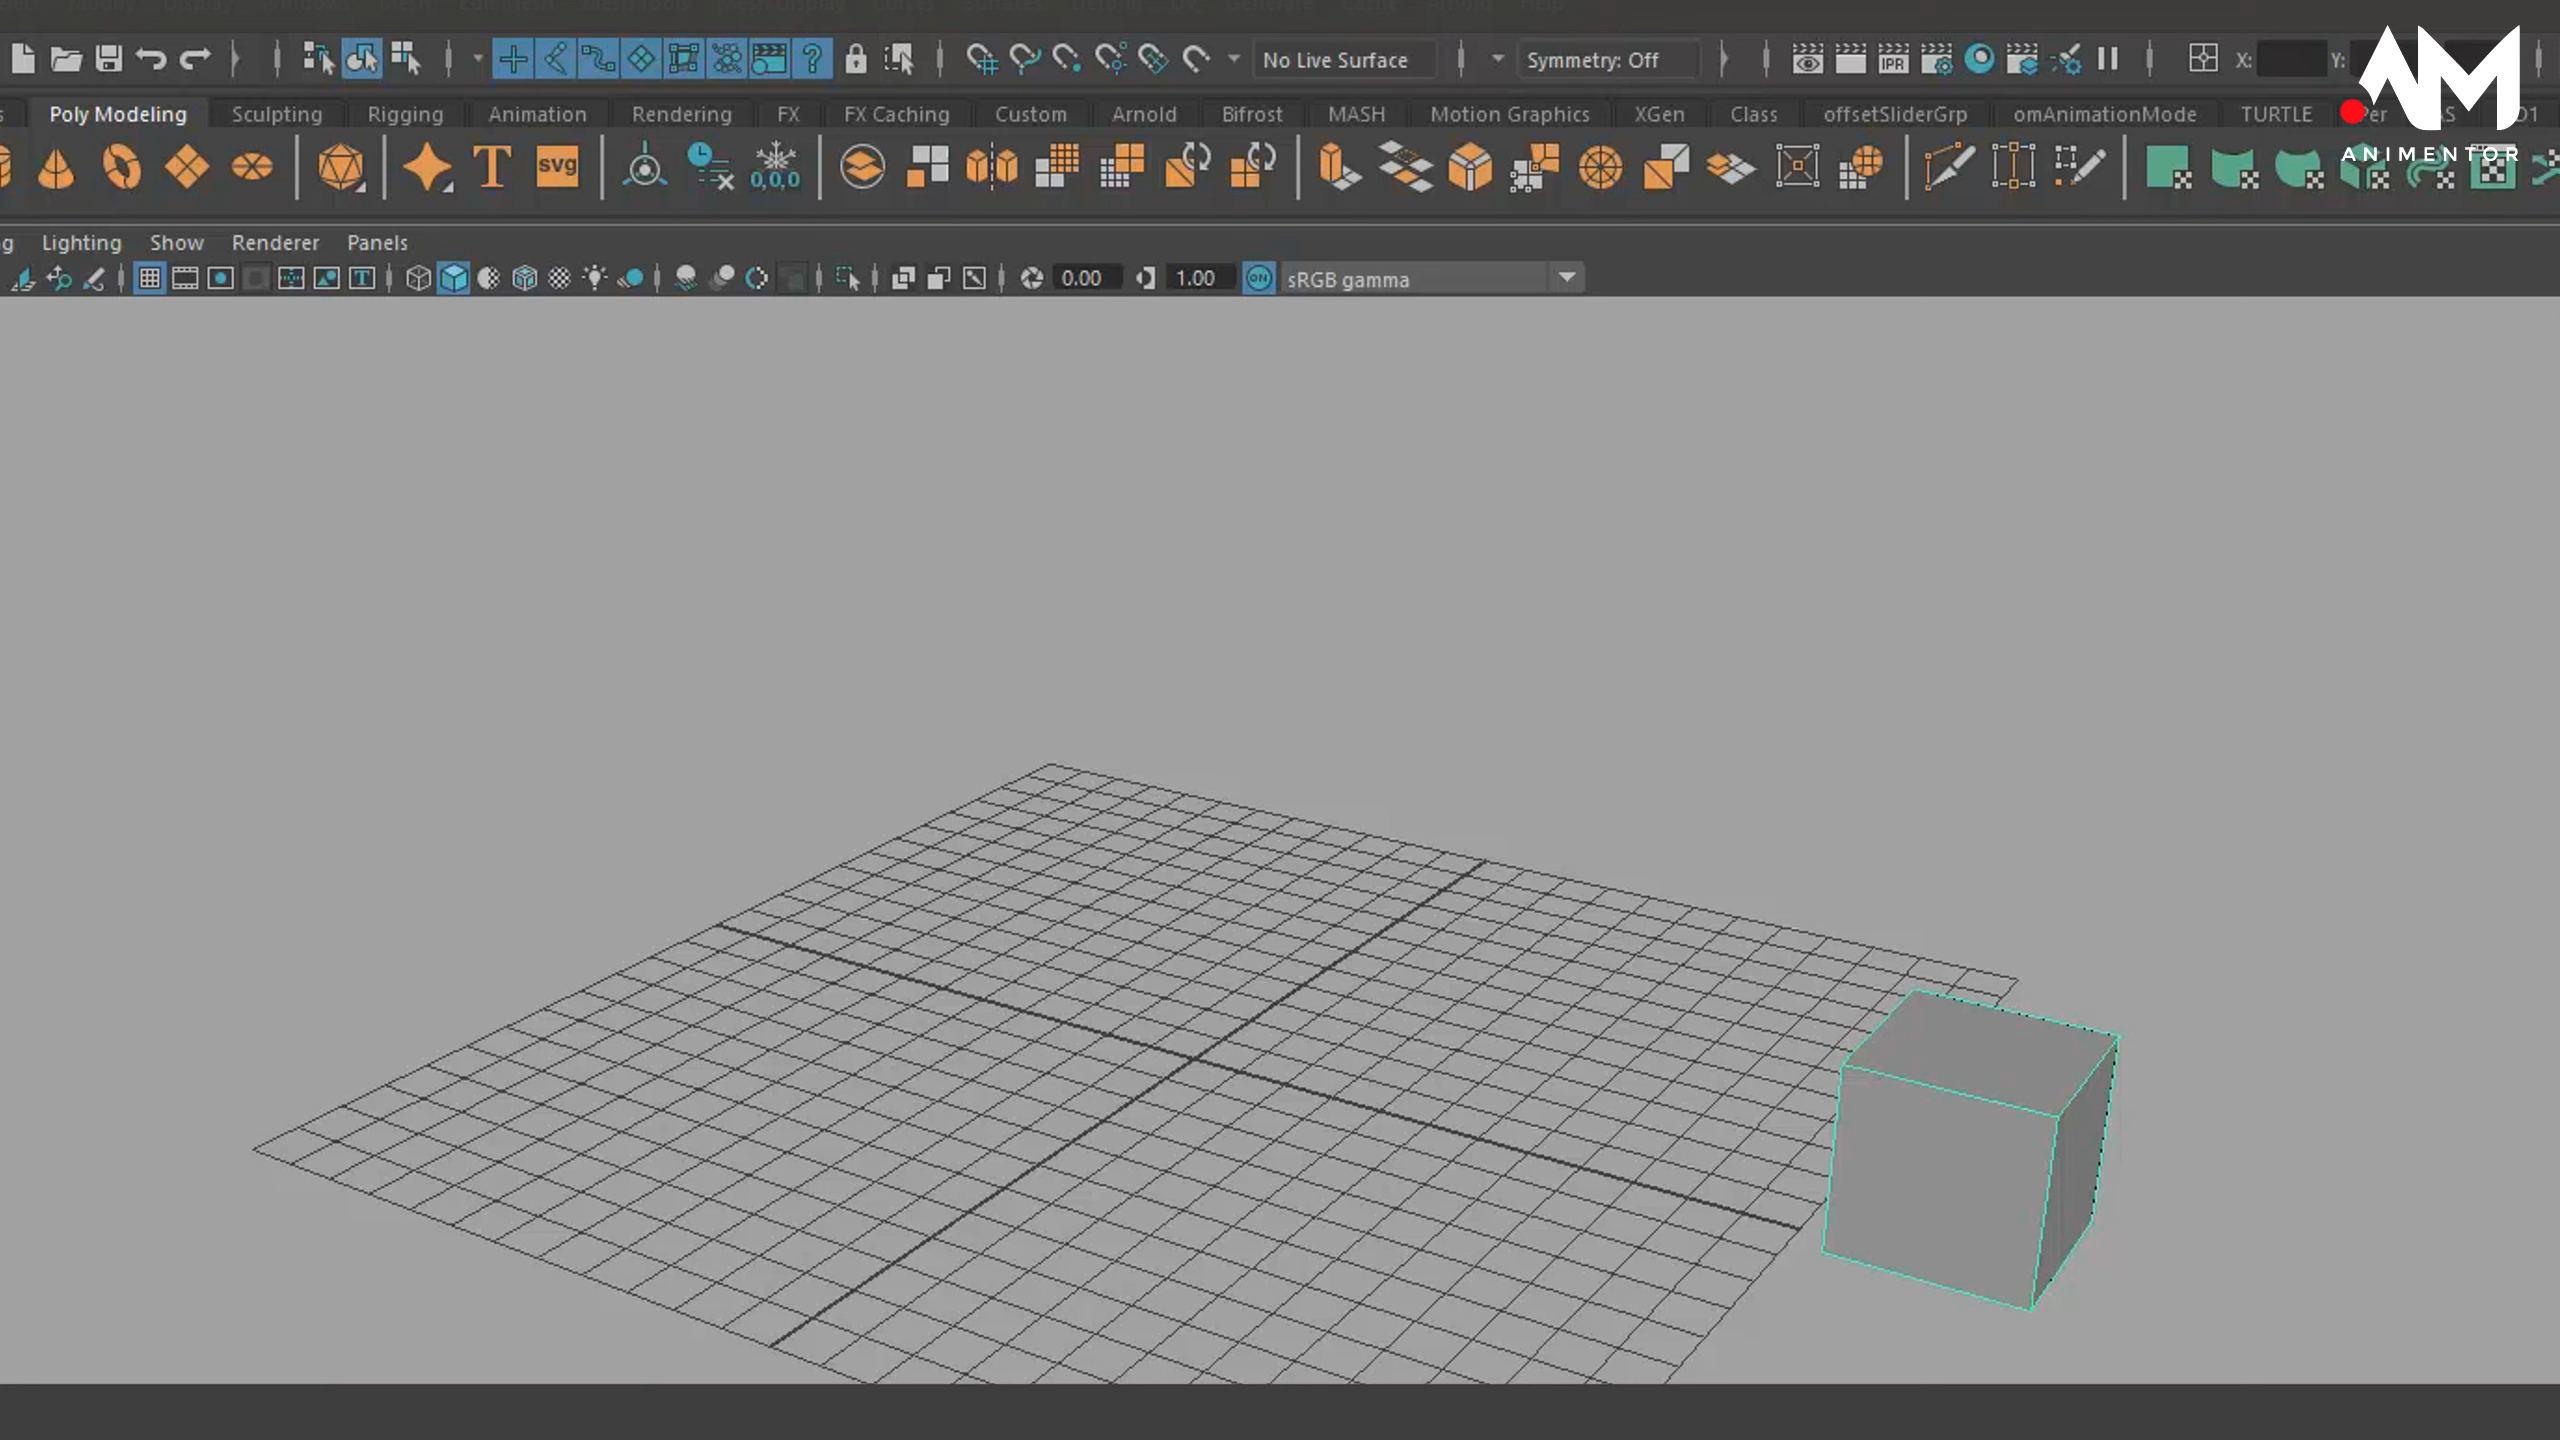 No Live Surface Symmetry: Off IPR X: Y:
Poly Modeling Sculpting Rigging Animation Rendering FX FX Caching Custom Arnold Bifrost MASH Motion Graphics XGen Class offsetSliderGrp omAnimationMode TURTLE
ANIMENTOR
T svg 0,0,0
Lighting Show Renderer Panels
T 0.00 1.00 ON sRGB gamma